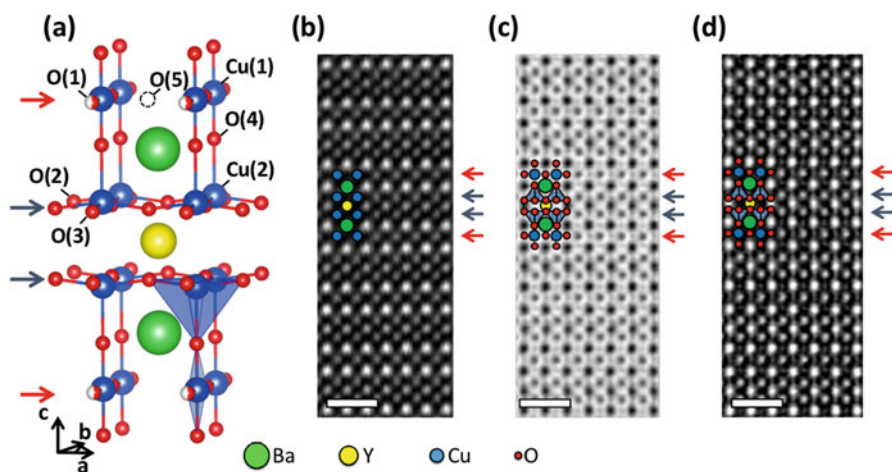 (a)
(b)
(c)
(d)
O(1)
O(5)
Cu(1)
O(4)
O(2)
Cu(2)
O(3)
c
b
a
Ba
Y
Cu
O